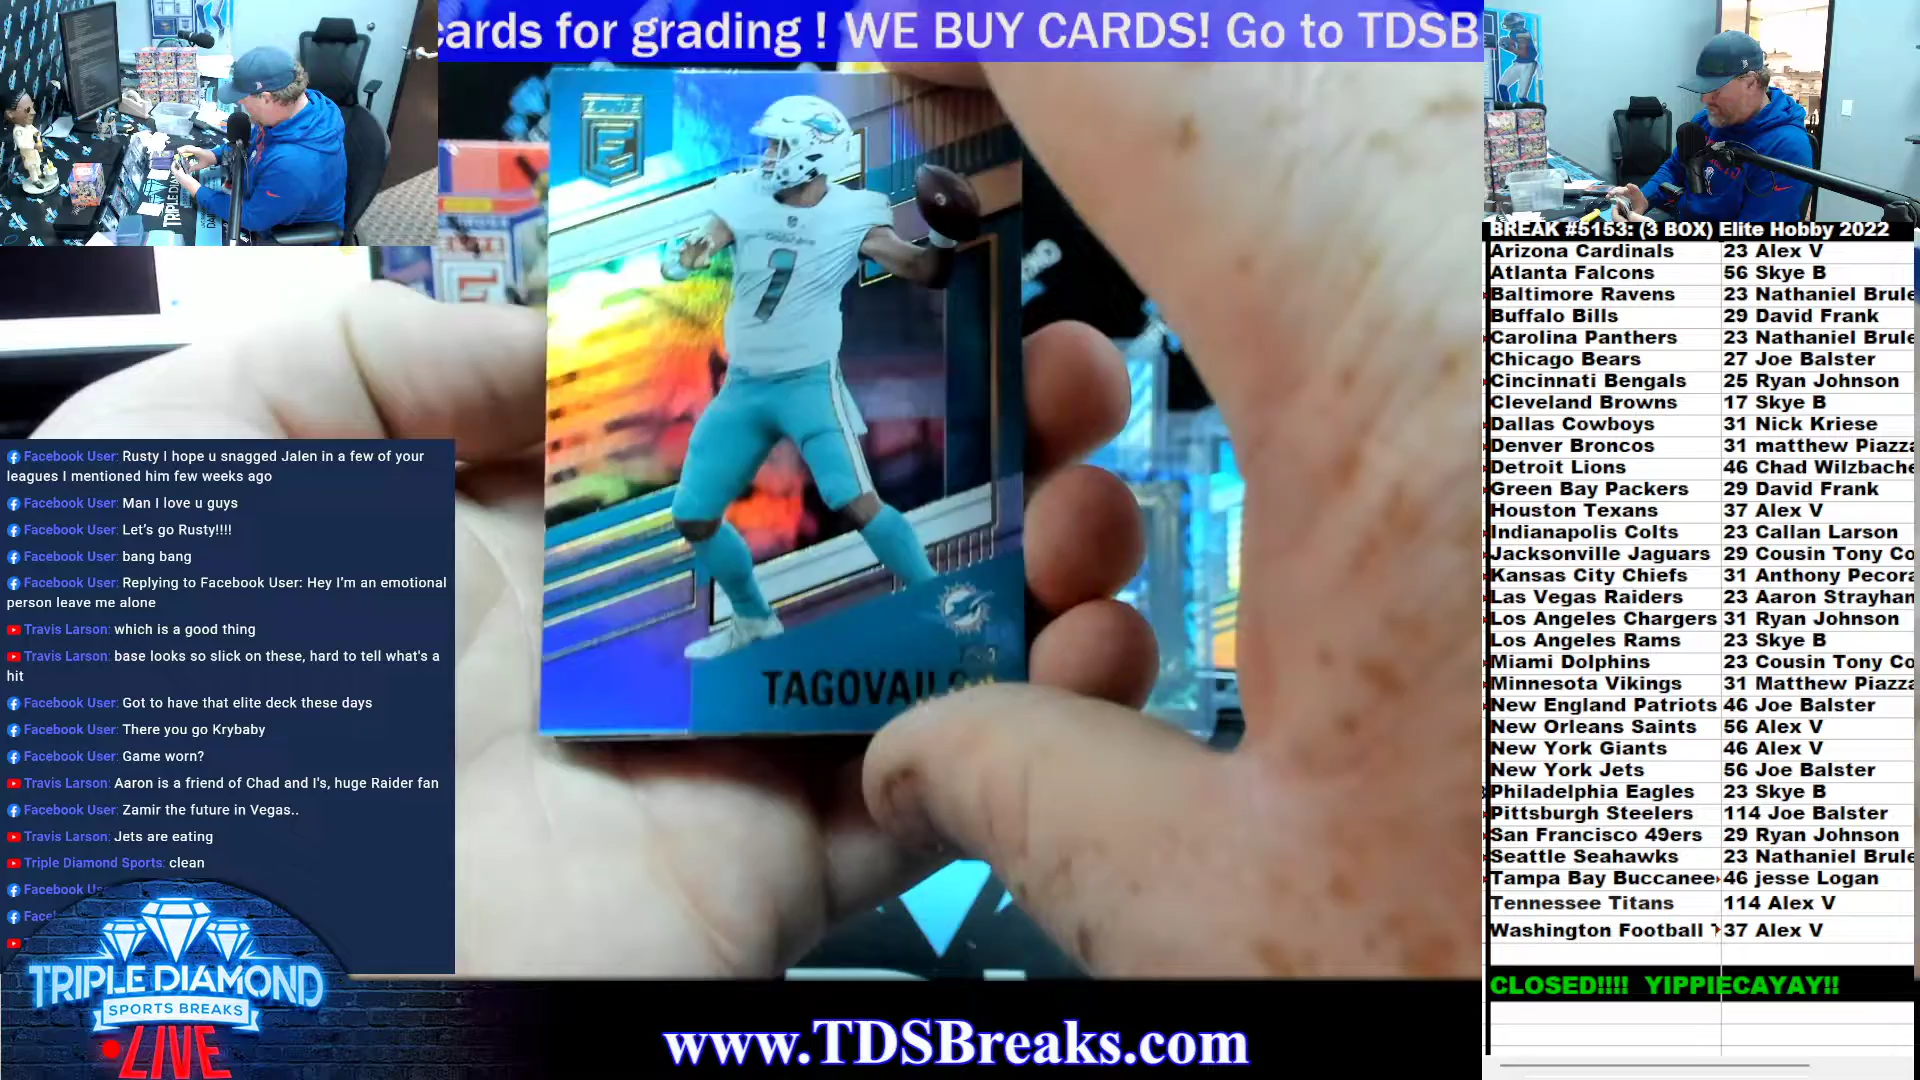 cards for grading ! WE BUY CARDS! Go to TDSB
ELITE
E
1
TAGOVAIL
Facebook User: Rusty I hope u snagged Jalen in a few of your
leagues I mentioned him few weeks ago
Facebook User: Man I love u guys
Facebook User: Let's go Rusty!!!!
Facebook User: bang bang
Facebook User: Replying to Facebook User: Hey I'm an emotional
person leave me alone
Travis Larson: which is a good thing
Travis Larson: base looks so slick on these, hard to tell what's a
hit
Facebook User: Got to have that elite deck these days
Facebook User: There you go Krybaby
Facebook User: Game worn?
Travis Larson: Aaron is a friend of Chad and I's, huge Raider fan
Facebook User: Zamir the future in Vegas..
Travis Larson: Jets are eating
Triple Diamond Sports: clean
Facebook Us
Face
TRIPLE DIAMOND
SPORTS BREAKS
LIVE
www.TDSBreaks.com
BREAK #5153: (3 BOX) Elite Hobby 2022
Arizona Cardinals 23 Alex V
Atlanta Falcons 56 Skye B
Baltimore Ravens 23 Nathaniel Brule
Buffalo Bills 29 David Frank
Carolina Panthers 23 Nathaniel Brule
Chicago Bears 27 Joe Balster
Cincinnati Bengals 25 Ryan Johnson
Cleveland Browns 17 Skye B
Dallas Cowboys 31 Nick Kriese
Denver Broncos 31 matthew Piazza
Detroit Lions 46 Chad Wilzbache
Green Bay Packers 29 David Frank
Houston Texans 37 Alex V
Indianapolis Colts 23 Callan Larson
Jacksonville Jaguars 29 Cousin Tony Co
Kansas City Chiefs 31 Anthony Pecora
Las Vegas Raiders 23 Aaron Strayhan
Los Angeles Chargers 31 Ryan Johnson
Los Angeles Rams 23 Skye B
Miami Dolphins 23 Cousin Tony Co
Minnesota Vikings 31 Matthew Piazza
New England Patriots 46 Joe Balster
New Orleans Saints 56 Alex V
New York Giants 46 Alex V
New York Jets 56 Joe Balster
Philadelphia Eagles 23 Skye B
Pittsburgh Steelers 114 Joe Balster
San Francisco 49ers 29 Ryan Johnson
Seattle Seahawks 23 Nathaniel Brule
Tampa Bay Buccanee 46 jesse Logan
Tennessee Titans 114 Alex V
Washington Football 37 Alex V
CLOSED!!!! YIPPIECAYAY!!